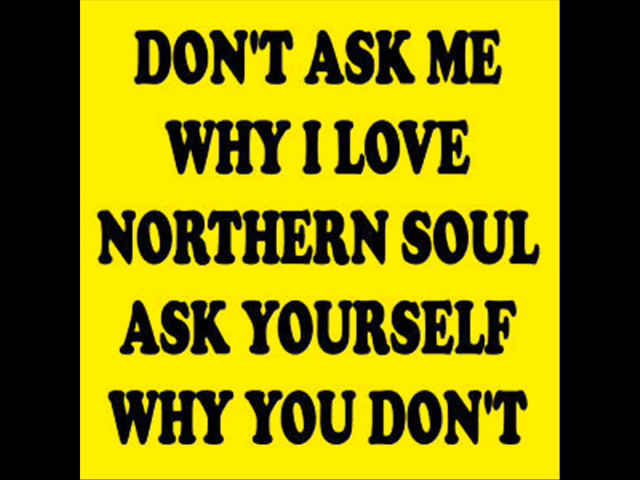 DON'T ASK ME
WHY I LOVE
NORTHERN SOUL
ASK YOURSELF
WHY YOU DON'T